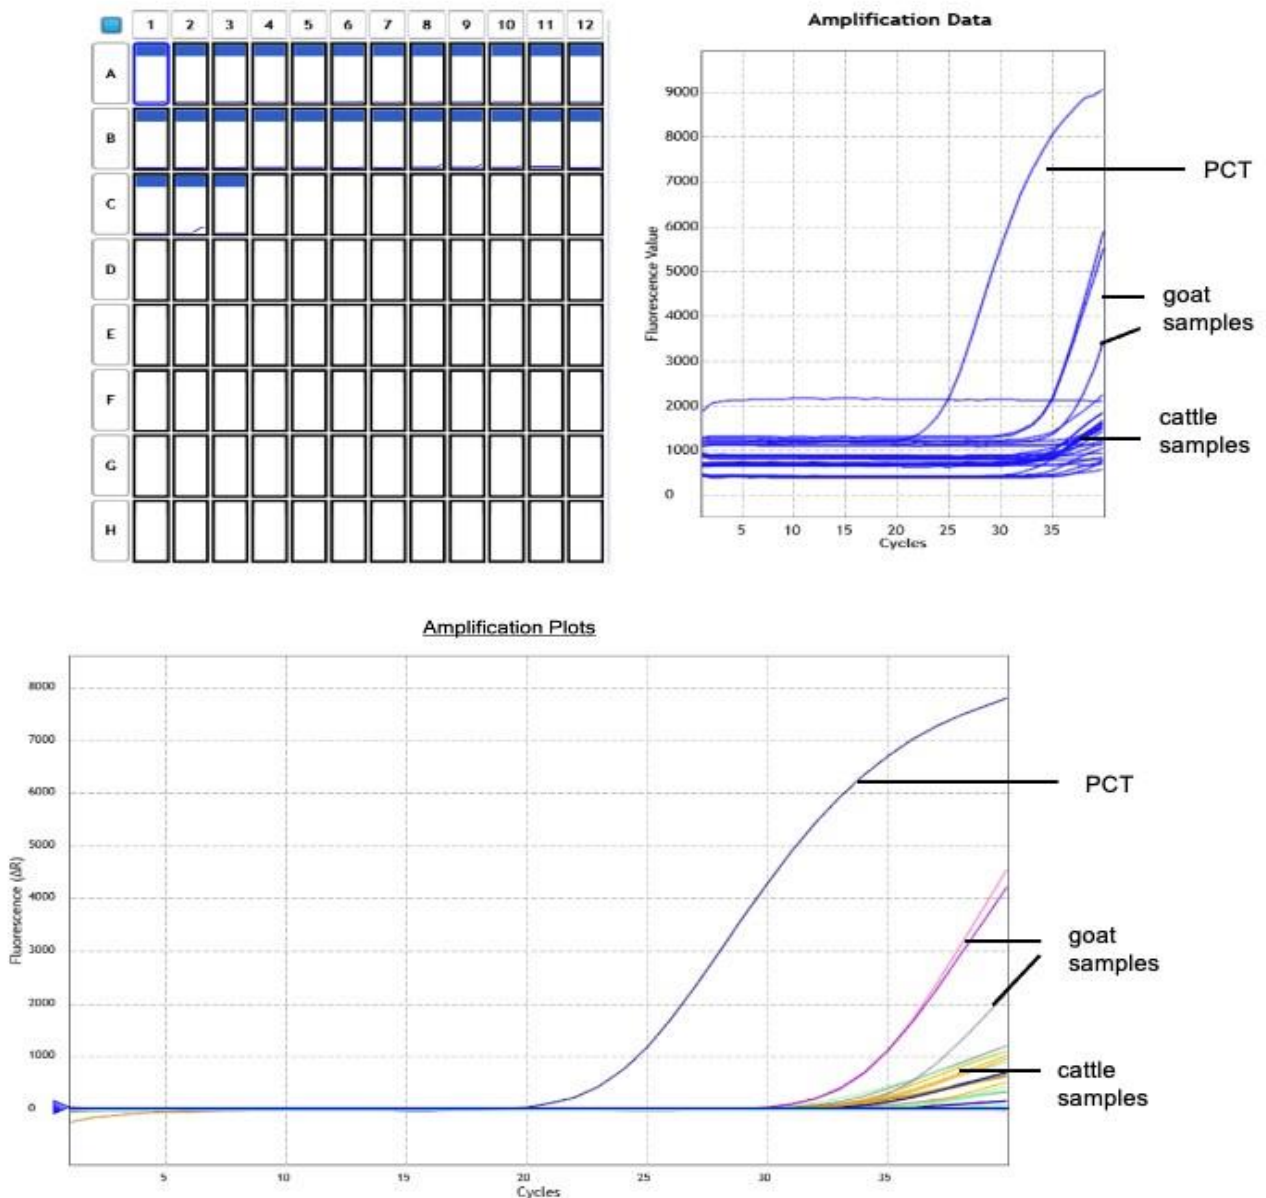 1 2 3 4 5 6 7 8 9 10 11 12
A
B
C
D
E
F
G
H
Amplification Data
Fluorescence Value
9000
8000
7000
6000
5000
4000
3000
2000
1000
0
5 10 15 20 25 30 35
Cycles
PCT
goat
samples
cattle
samples
Amplification Plots
Fluorescence (ΔR)
8000
7000
6000
5000
4000
3000
2000
1000
0
5 10 15 20 25 30 35
Cycles
PCT
goat
samples
cattle
samples